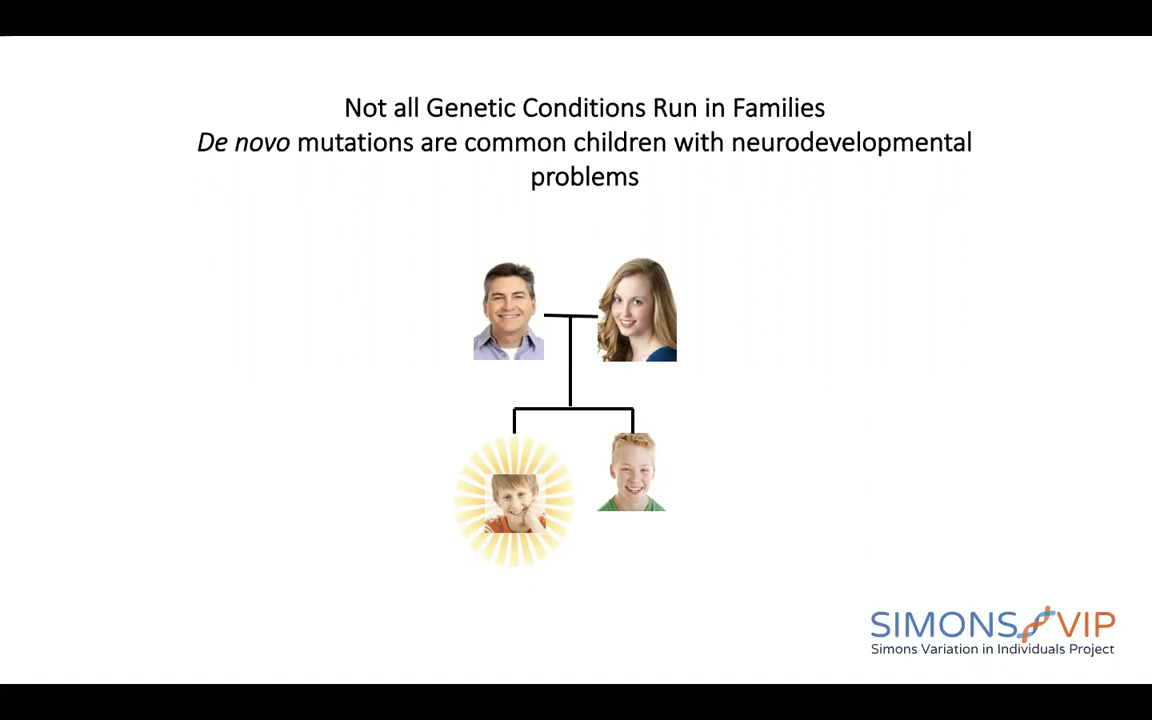 Not all Genetic Conditions Run in Families
De novo mutations are common children with neurodevelopmental
problems
SIMONS VIP
Simons Variation in Individuals Project